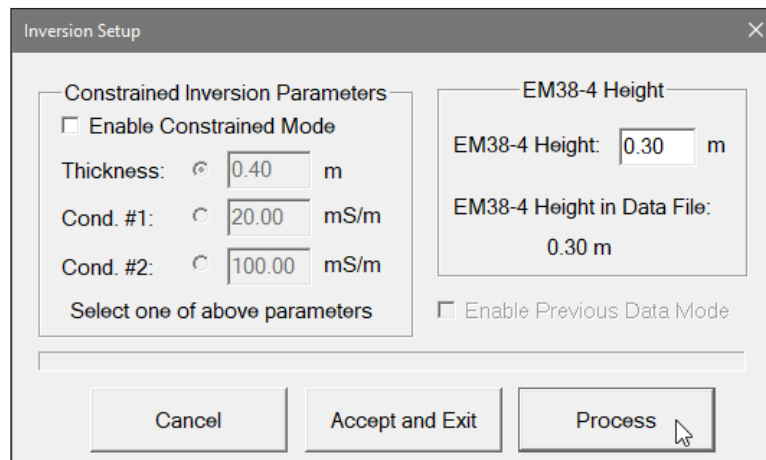 Inversion Setup
Constrained Inversion Parameters
Enable Constrained Mode
Thickness: 0.40 m
Cond. #1: 20.00 mS/m
Cond. #2: 100.00 mS/m
Select one of above parameters
EM38-4 Height
EM38-4 Height: 0.30 m
EM38-4 Height in Data File:
0.30 m
Enable Previous Data Mode
Cancel
Accept and Exit
Process